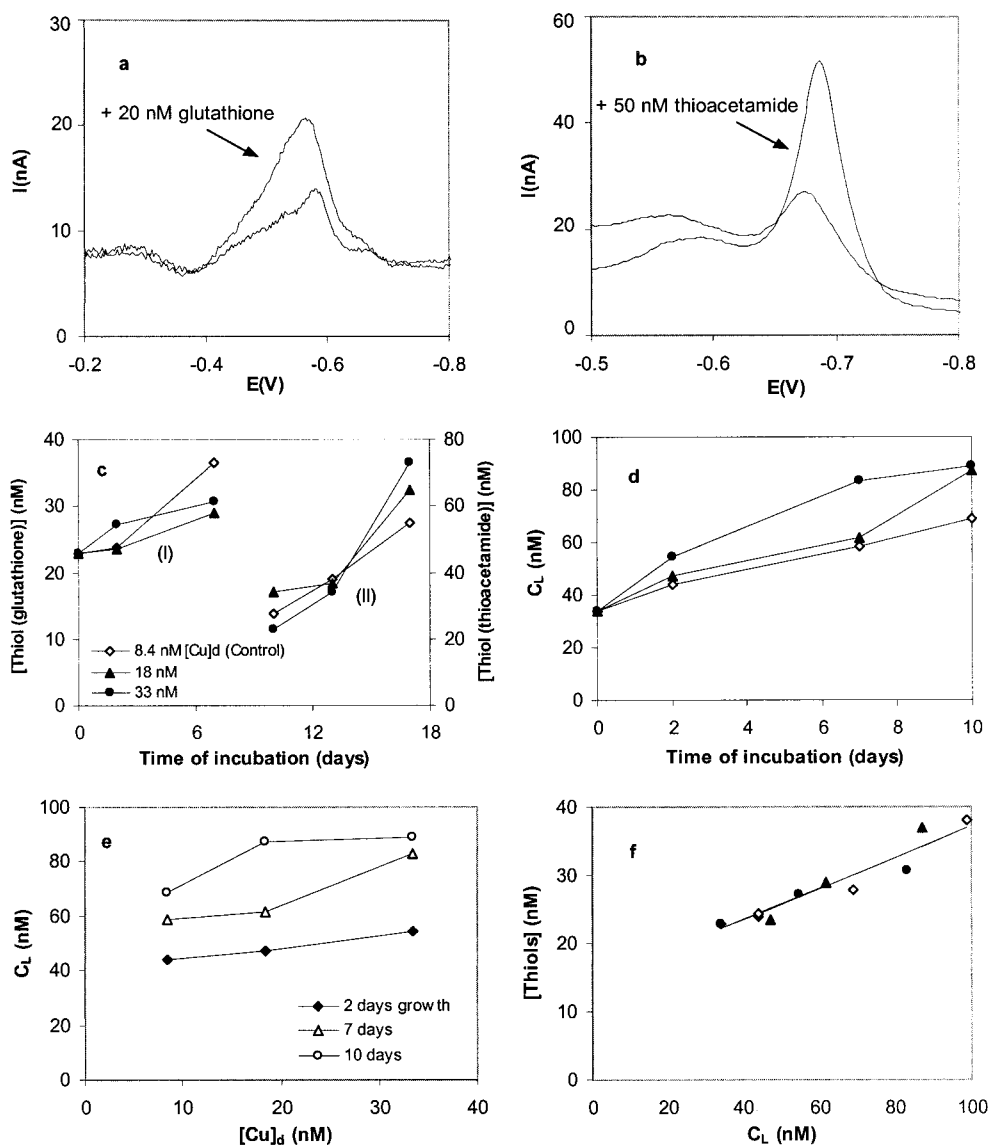 a
+ 20 nM glutathione
I(nA)
30
20
10
0
-0.2
-0.4
-0.6
-0.8
E(V)
b
+ 50 nM thioacetamide
I(nA)
60
40
20
0
-0.5
-0.6
-0.7
-0.8
E(V)
c
[Thiol (glutathione)] (nM)
40
30
20
10
0
(I)
(II)
8.4 nM [Cu]d (Control)
18 nM
33 nM
0
6
12
18
Time of incubation (days)
80
60
40
20
0
[Thiol (thioacetamide)] (nM)
d
CL (nM)
100
80
60
40
20
0
0
2
4
6
8
10
Time of incubation (days)
e
CL (nM)
100
80
60
40
20
0
2 days growth
7 days
10 days
0
10
20
30
40
[Cu]d (nM)
f
[Thiols] (nM)
40
30
20
10
0
0
20
40
60
80
100
CL (nM)